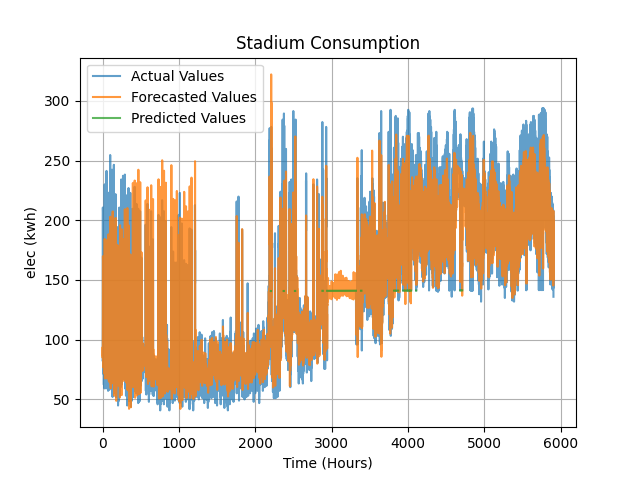 Stadium Consumption
Actual Values
Forecasted Values
Predicted Values
elec (kwh)
300
250
200
150
100
50
0 1000 2000 3000 4000 5000 6000
Time (Hours)